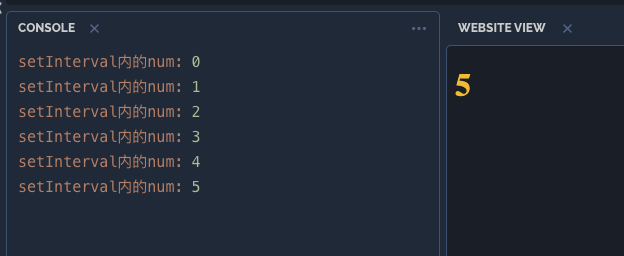 CONSOLE
WEBSITE VIEW
setInterval内的num: 0
setInterval内的num: 1
setInterval内的num: 2
setInterval内的num: 3
setInterval内的num: 4
setInterval内的num: 5
5